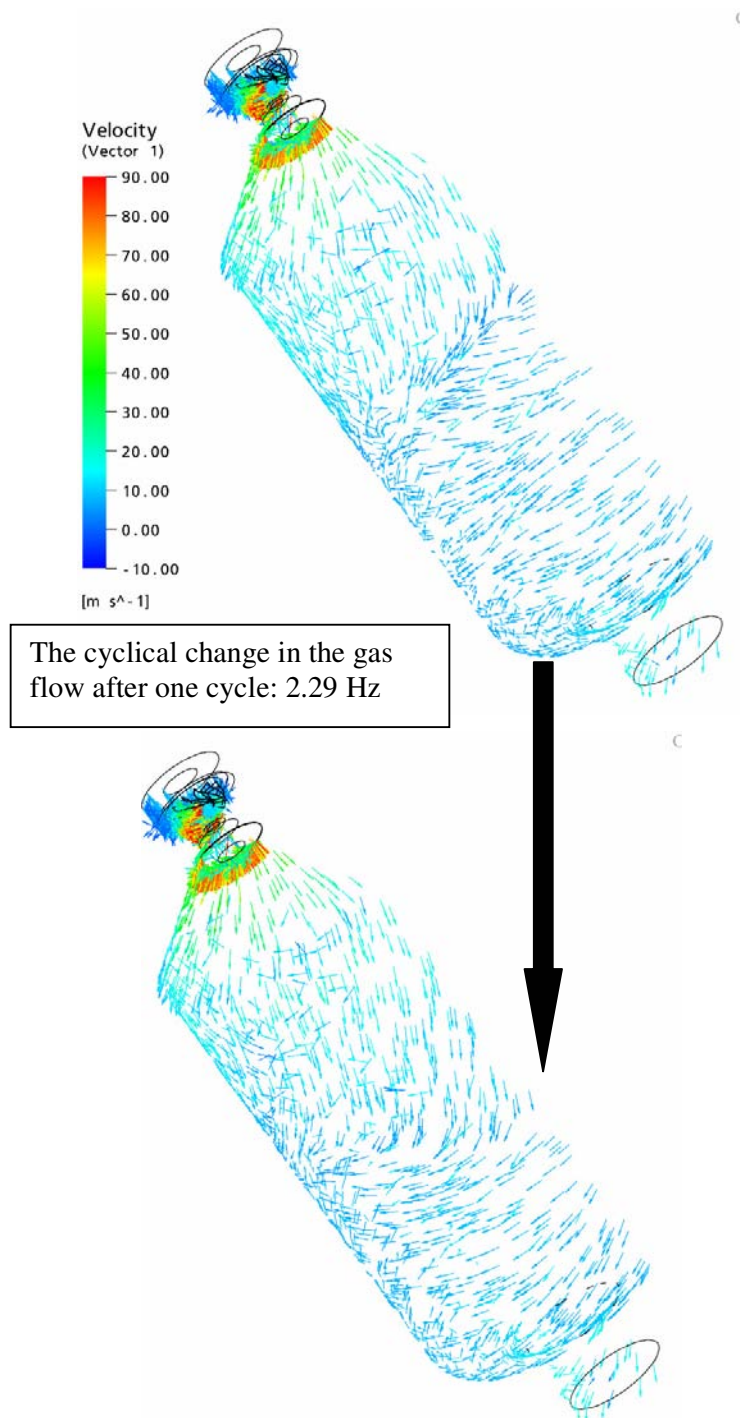 Velocity
(Vector 1)
90.00
80.00
70.00
60.00
50.00
40.00
30.00
20.00
10.00
0.00
-10.00
[m s^-1]
The cyclical change in the gas
flow after one cycle: 2.29 Hz